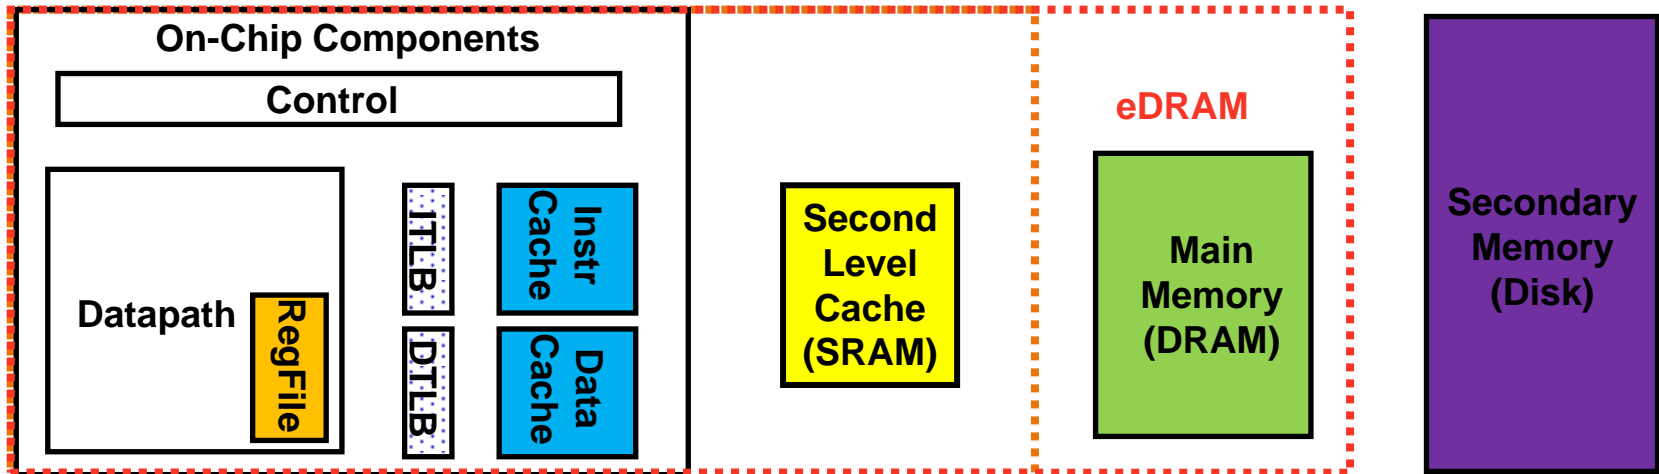 On-Chip Components
Control
Datapath
RegFile
ITLB
DTLB
Instr
Cache
Data
Cache
Second
Level
Cache
(SRAM)
eDRAM
Main
Memory
(DRAM)
Secondary
Memory
(Disk)